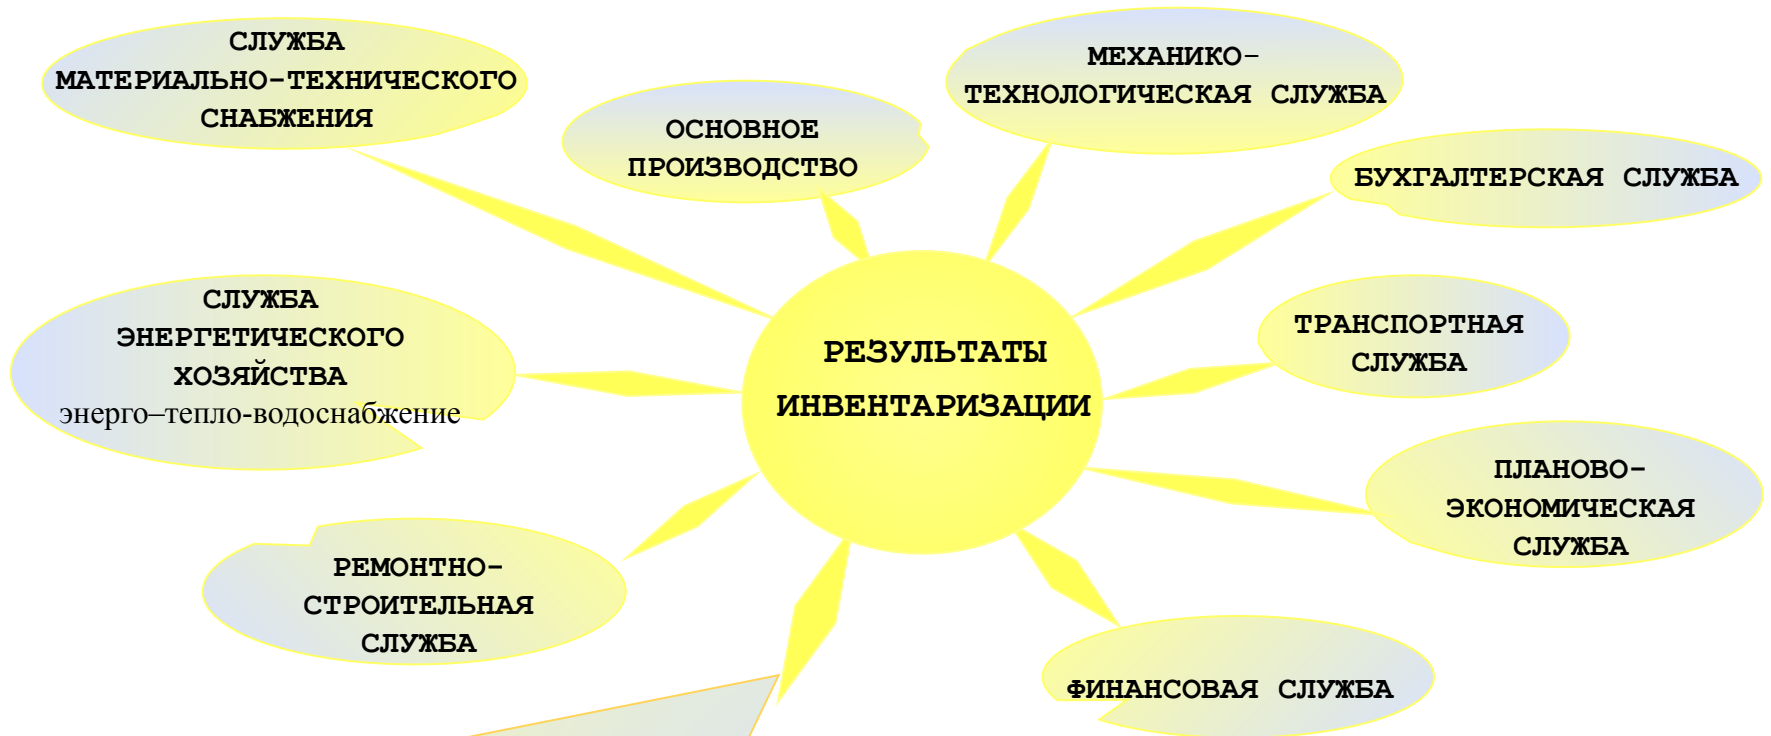 СЛУЖБА
МАТЕРИАЛЬНО-ТЕХНИЧЕСКОГО
СНАБЖЕНИЯ
ОСНОВНОЕ
ПРОИЗВОДСТВО
МЕХАНИКО-
ТЕХНОЛОГИЧЕСКАЯ СЛУЖБА
БУХГАЛТЕРСКАЯ СЛУЖБА
СЛУЖБА
ЭНЕРГЕТИЧЕСКОГО
ХОЗЯЙСТВА
энерго–тепло-водоснабжение
РЕЗУЛЬТАТЫ
ИНВЕНТАРИЗАЦИИ
ТРАНСПОРТНАЯ
СЛУЖБА
ПЛАНОВО-
ЭКОНОМИЧЕСКАЯ
СЛУЖБА
РЕМОНТНО-
СТРОИТЕЛЬНАЯ
СЛУЖБА
ФИНАНСОВАЯ СЛУЖБА